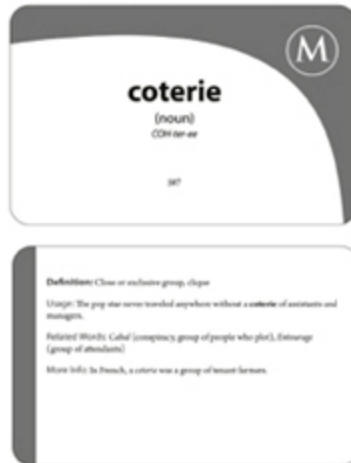 M
coterie
(noun)
COH-ter-ee
387
Definition: Close or exclusive group, clique
Usage: The pop star never traveled anywhere without a coterie of assistants and
managers.
Related Words: Cabal (conspiracy, group of people who plot), Entourage
(group of attendants)
More Info: In French, a coterie was a group of tenant farmers.